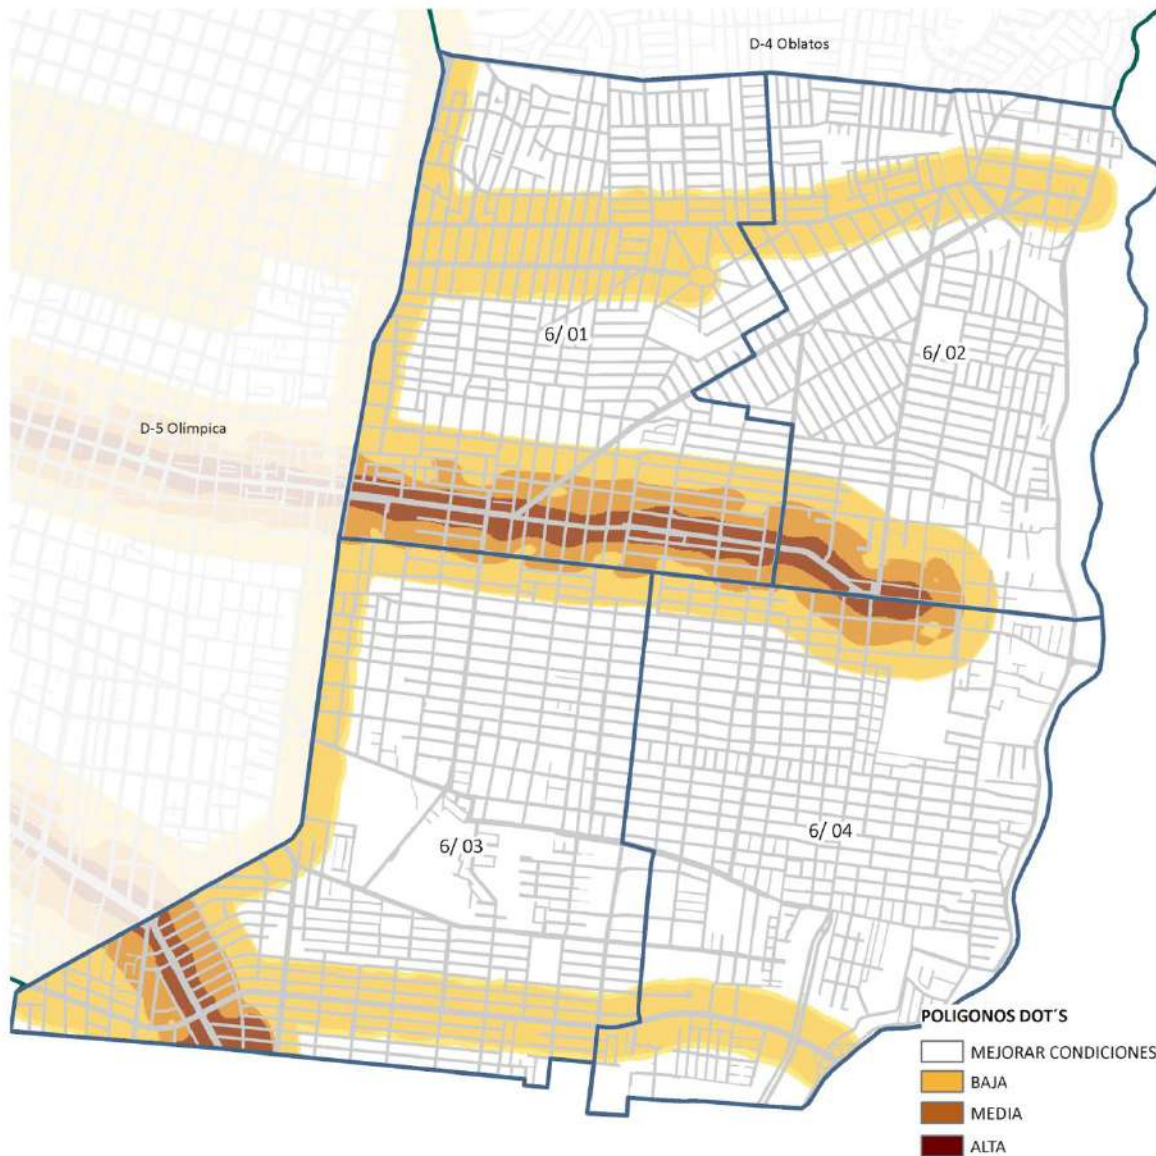 D-4 Oblatos
6/ 01
6/ 02
D-5 Olímpica
6/ 03
6/ 04
POLIGONOS DOT´S
MEJORAR CONDICIONES
BAJA
MEDIA
ALTA